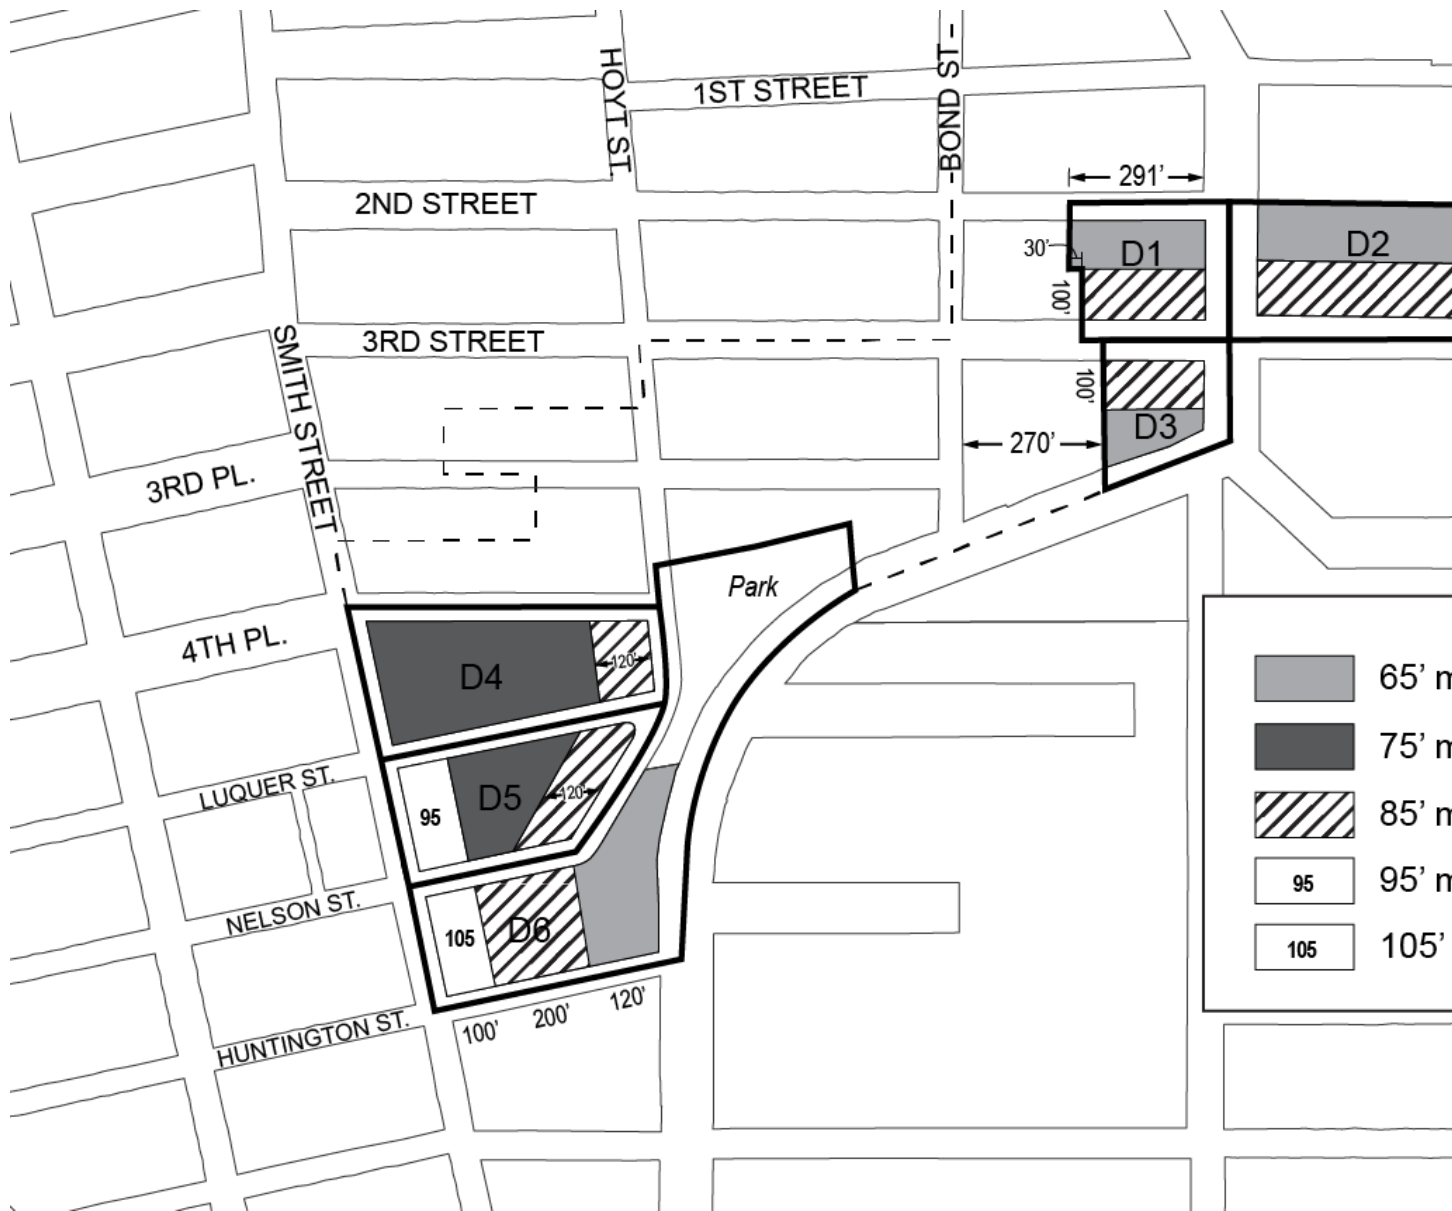 HOYT ST.
1ST STREET
BOND ST
291'
2ND STREET
30'
D1
D2
100'
3RD STREET
SMITH STREET
100'
D3
270'
3RD PL.
Park
4TH PL.
D4
120'
65' m
75' m
LUQUER ST.
95
D5
120'
85' m
95
95' m
NELSON ST.
105
D6
105
105'
HUNTINGTON ST.
100'
200'
120'